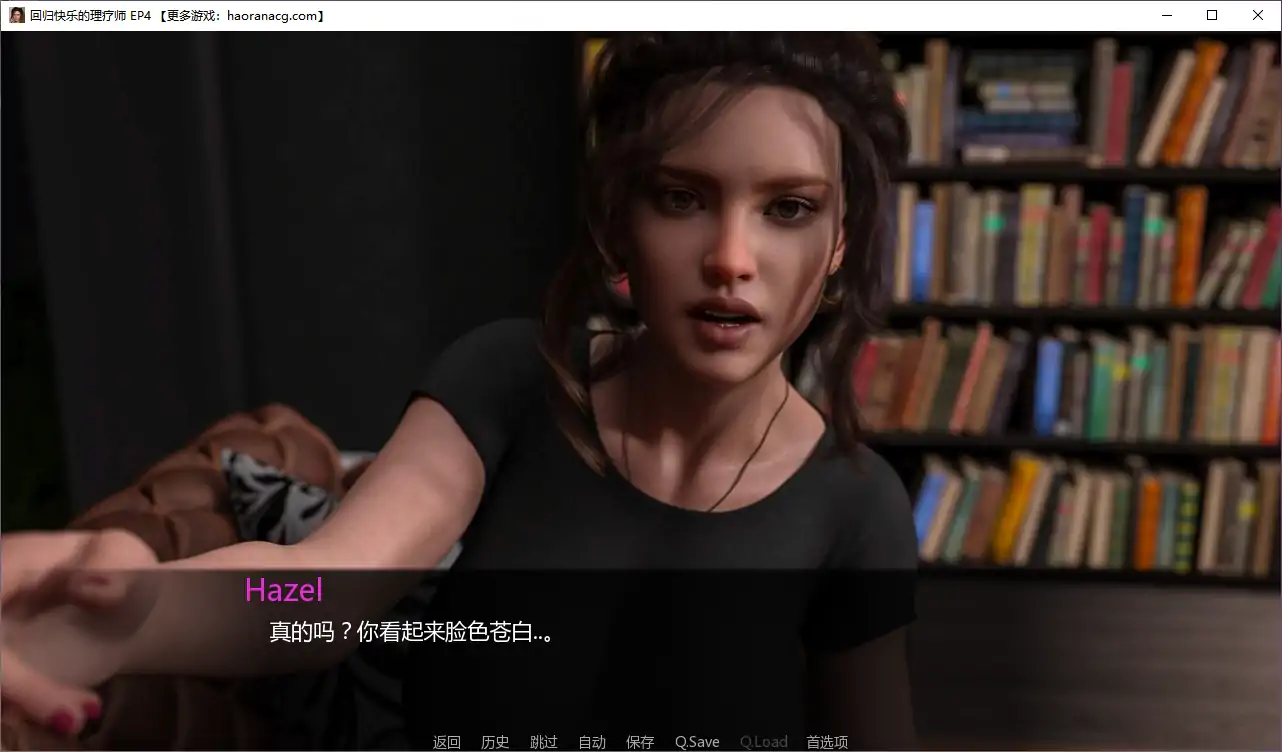 回归快乐的理疗师 EP4 【更多游戏：haoranacg.com】
Hazel
真的吗？你看起来脸色苍白..。
返回 历史 跳过 自动 保存 Q.Save Q.Load 首选项